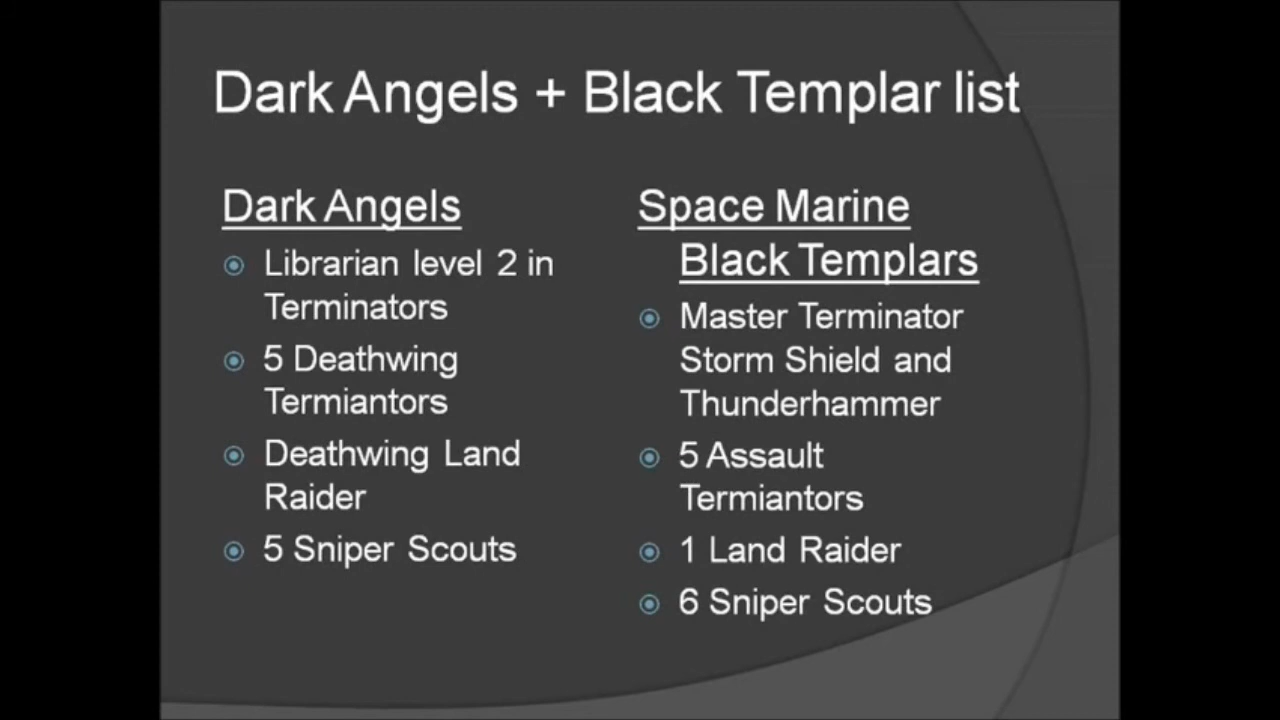 Dark Angels + Black Templar list
Dark Angels
Librarian level 2 in
Terminators
5 Deathwing
Termiantors
Deathwing Land
Raider
5 Sniper Scouts
Space Marine
Black Templars
Master Terminator
Storm Shield and
Thunderhammer
5 Assault
Termiantors
1 Land Raider
6 Sniper Scouts